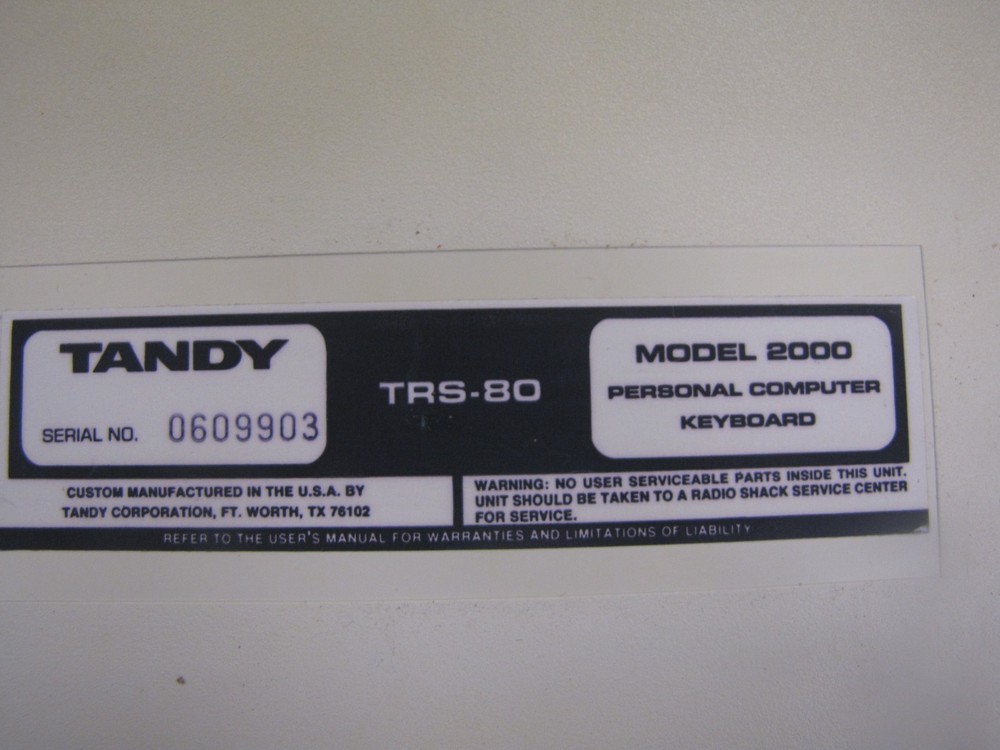 TANDY
SERIAL NO. 0609903
TRS-80
MODEL 2000
PERSONAL COMPUTER
KEYBOARD
CUSTOM MANUFACTURED IN THE U.S.A. BY
TANDY CORPORATION, FT. WORTH, TX 76102
WARNING: NO USER SERVICEABLE PARTS INSIDE THIS UNIT.
UNIT SHOULD BE TAKEN TO A RADIO SHACK SERVICE CENTER
FOR SERVICE.
REFER TO THE USER'S MANUAL FOR WARRANTIES AND LIMITATIONS OF LIABILITY